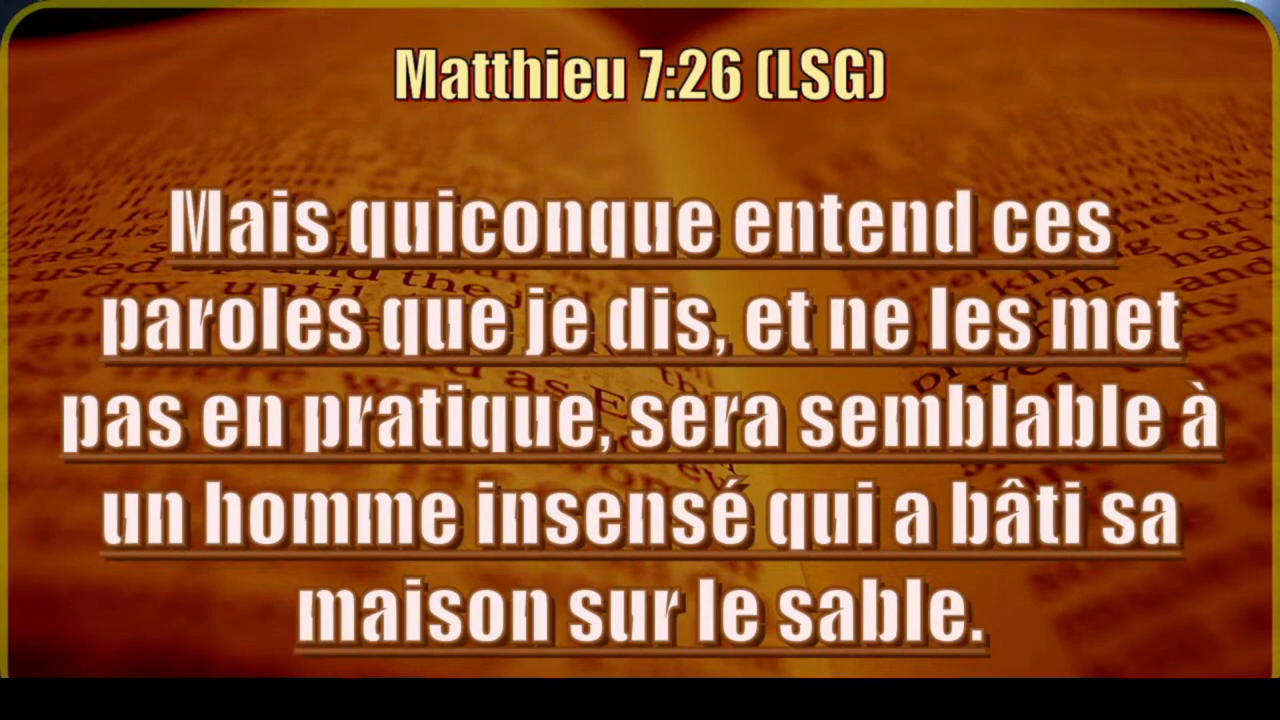 Matthieu 7:26 (LSG)
Mais quiconque entend ces
paroles que je dis, et ne les met
pas en pratique, sera semblable à
un homme insensé qui a bâti sa
maison sur le sable.